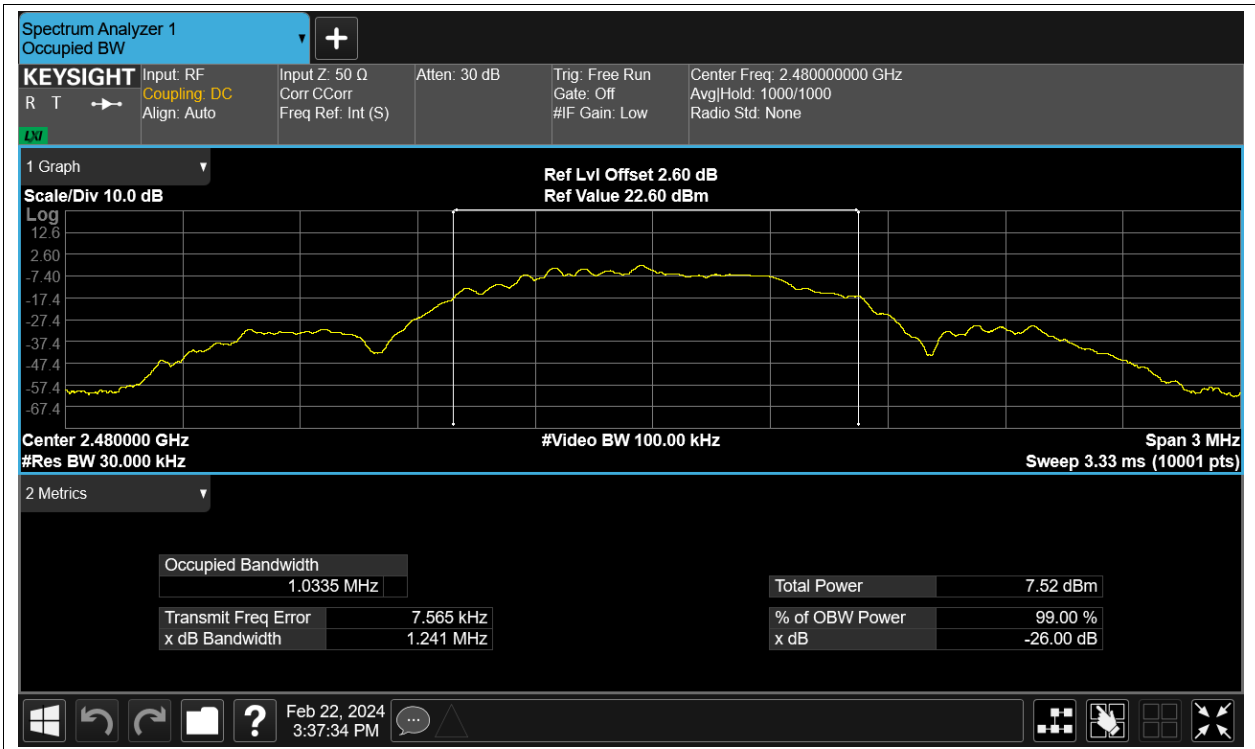 Spectrum Analyzer 1
Occupied BW
KEYSIGHT
R T
LXI
Input: RF
Coupling: DC
Align: Auto
Input Z: 50 Ω
Corr CCorr
Freq Ref: Int (S)
Atten: 30 dB
Trig: Free Run
Gate: Off
#IF Gain: Low
Center Freq: 2.480000000 GHz
Avg|Hold: 1000/1000
Radio Std: None
1 Graph
Scale/Div 10.0 dB
Ref Lvl Offset 2.60 dB
Ref Value 22.60 dBm
Log
12.6
2.60
-7.40
-17.4
-27.4
-37.4
-47.4
-57.4
-67.4
Center 2.480000 GHz
#Res BW 30.000 kHz
#Video BW 100.00 kHz
Span 3 MHz
Sweep 3.33 ms (10001 pts)
2 Metrics
Occupied Bandwidth
1.0335 MHz
Transmit Freq Error 7.565 kHz
x dB Bandwidth 1.241 MHz
Total Power 7.52 dBm
% of OBW Power 99.00 %
x dB -26.00 dB
?
Feb 22, 2024
3:37:34 PM